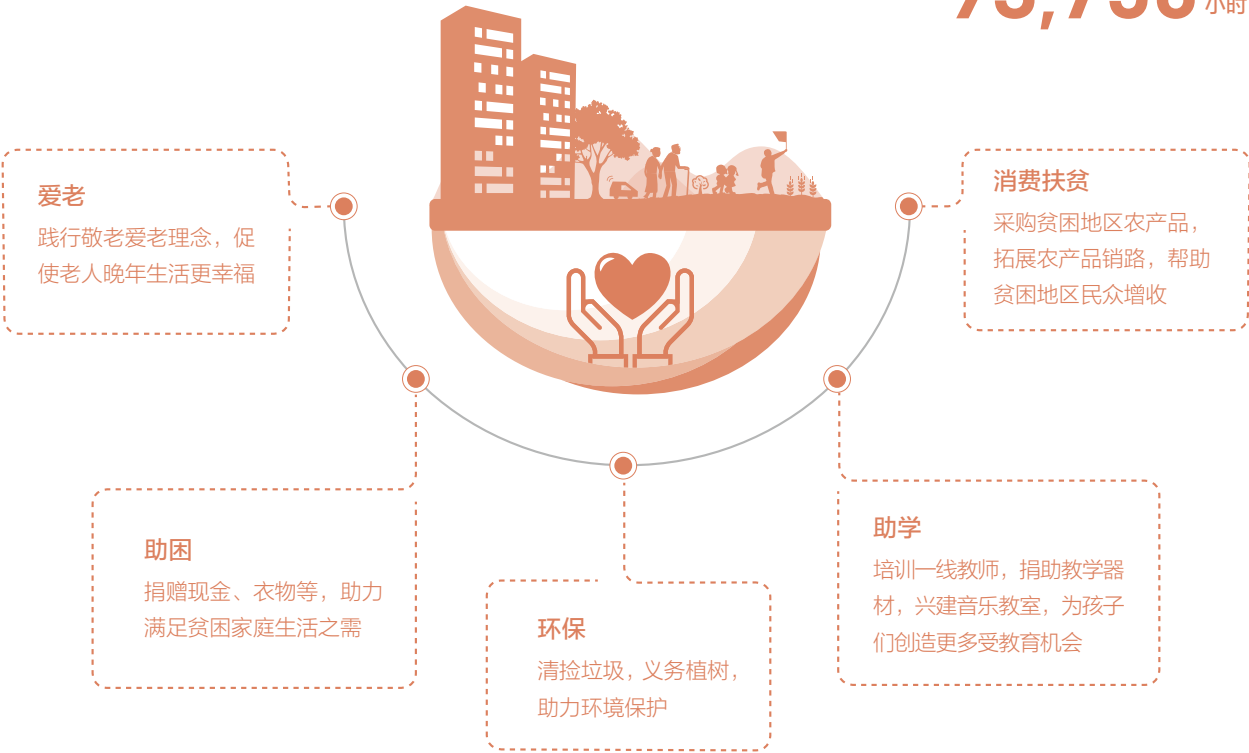 小时
爱老
践行敬老爱老理念，促
使老人晚年生活更幸福
消费扶贫
采购贫困地区农产品，
拓展农产品销路，帮助
贫困地区民众增收
助困
捐赠现金、衣物等，助力
满足贫困家庭生活之需
环保
清捡垃圾，义务植树，
助力环境保护
助学
培训一线教师，捐助教学器
材，兴建音乐教室，为孩子
们创造更多受教育机会